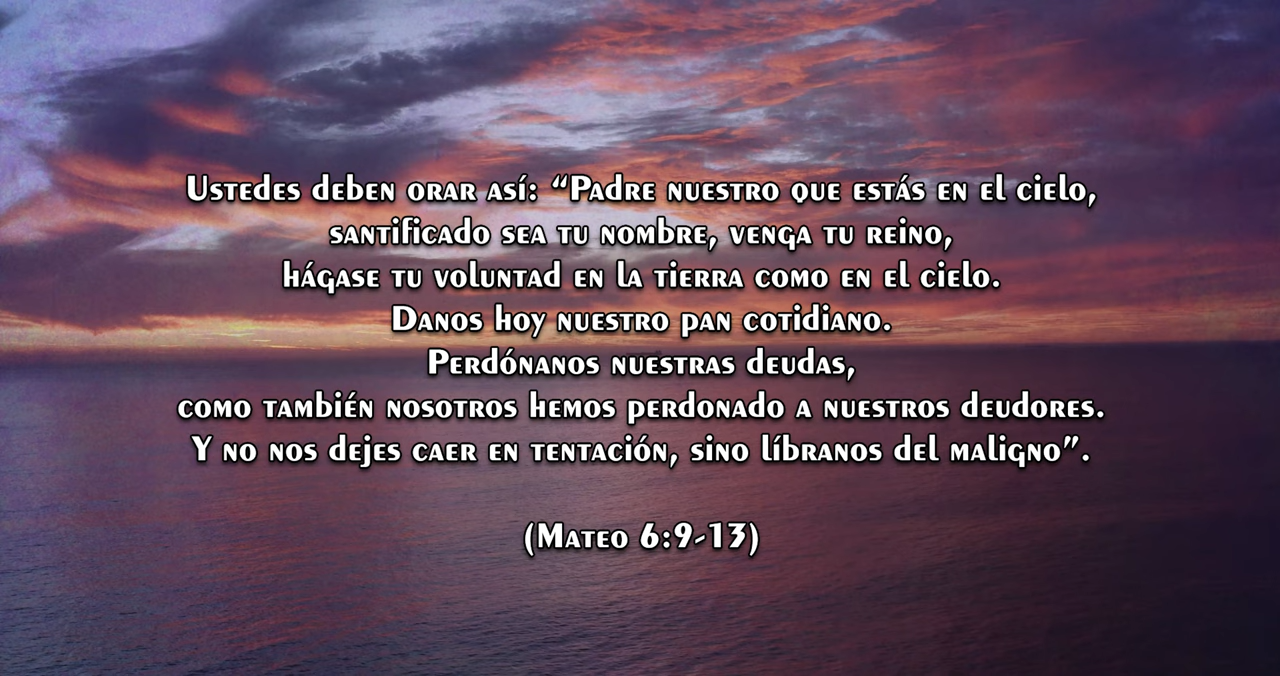 Ustedes deben orar así: “Padre nuestro que estás en el cielo,
santificado sea tu nombre, venga tu reino,
hágase tu voluntad en la tierra como en el cielo.
Danos hoy nuestro pan cotidiano.
Perdónanos nuestras deudas,
como también nosotros hemos perdonado a nuestros deudores.
Y no nos dejes caer en tentación, sino líbranos del maligno”.
(Mateo 6:9-13)